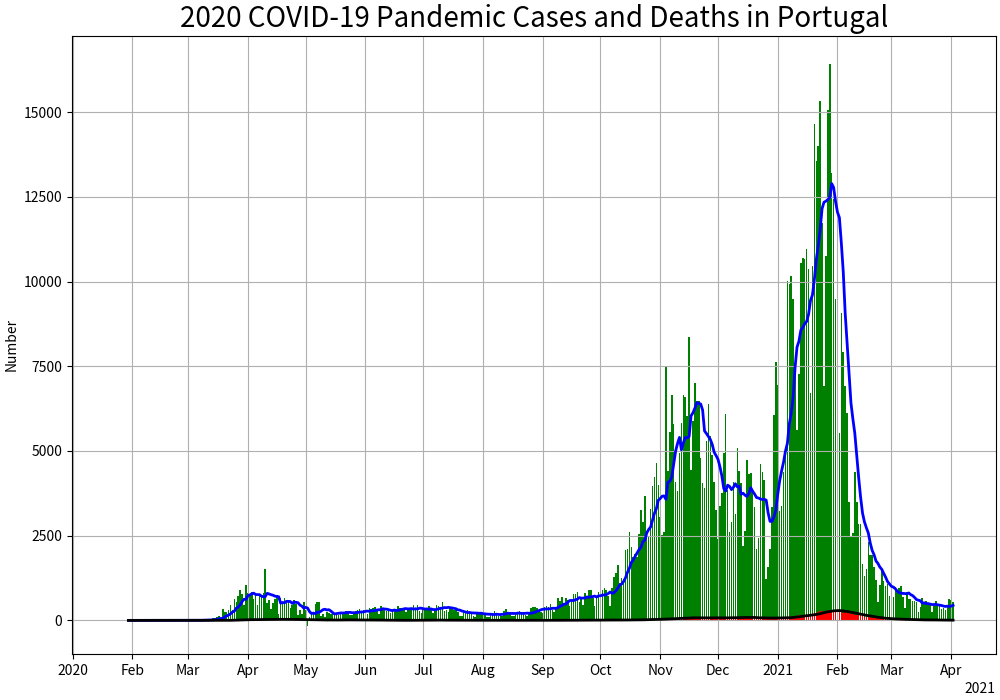 2020 COVID-19 Pandemic Cases and Deaths in Portugal
Number
15000
12500
10000
7500
5000
2500
0
2020 Feb Mar Apr May Jun Jul Aug Sep Oct Nov Dec 2021 Feb Mar Apr
2021